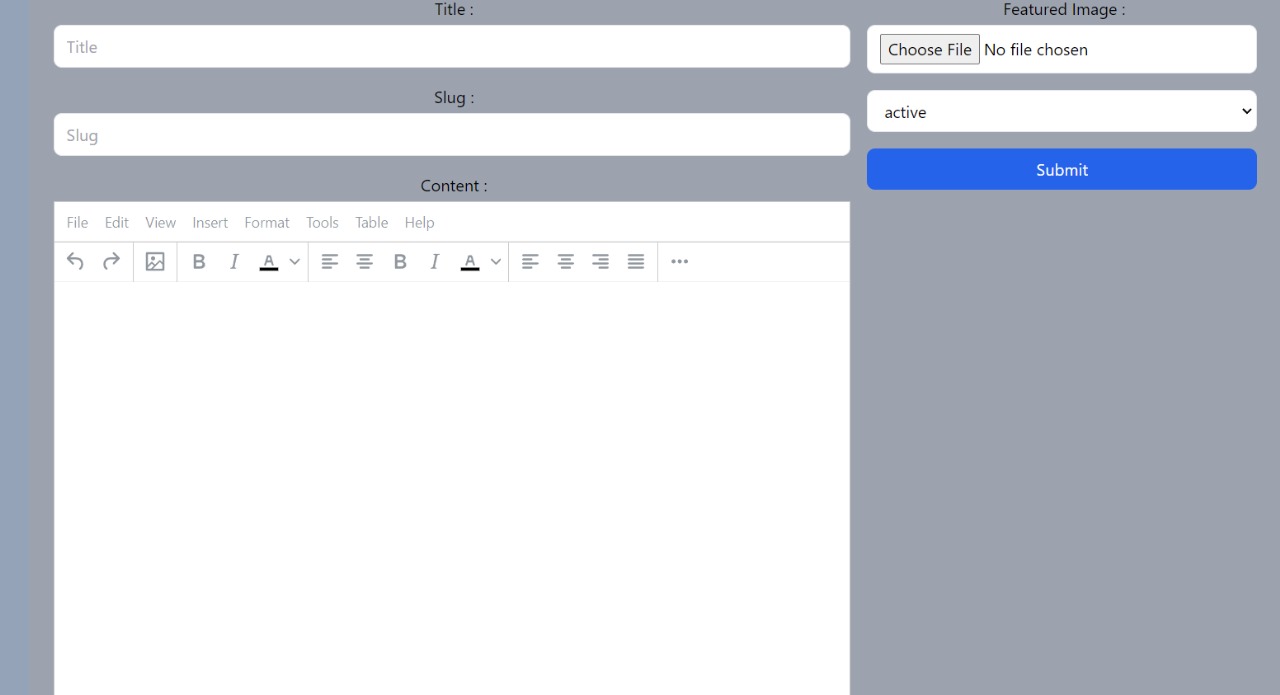 Title :
Title
Slug :
Slug
Content :
File Edit View Insert Format Tools Table Help
B I A B I A
Featured Image :
Choose File No file chosen
active
Submit